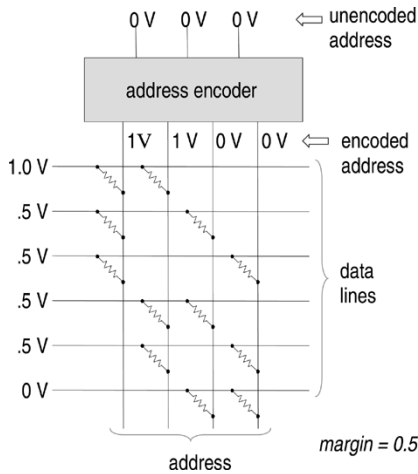 0 V 0 V 0 V
unencoded
address
address encoder
1V 1 V 0 V 0 V
encoded
address
1.0 V
.5 V
.5 V
.5 V
.5 V
0 V
data
lines
address
margin = 0.5